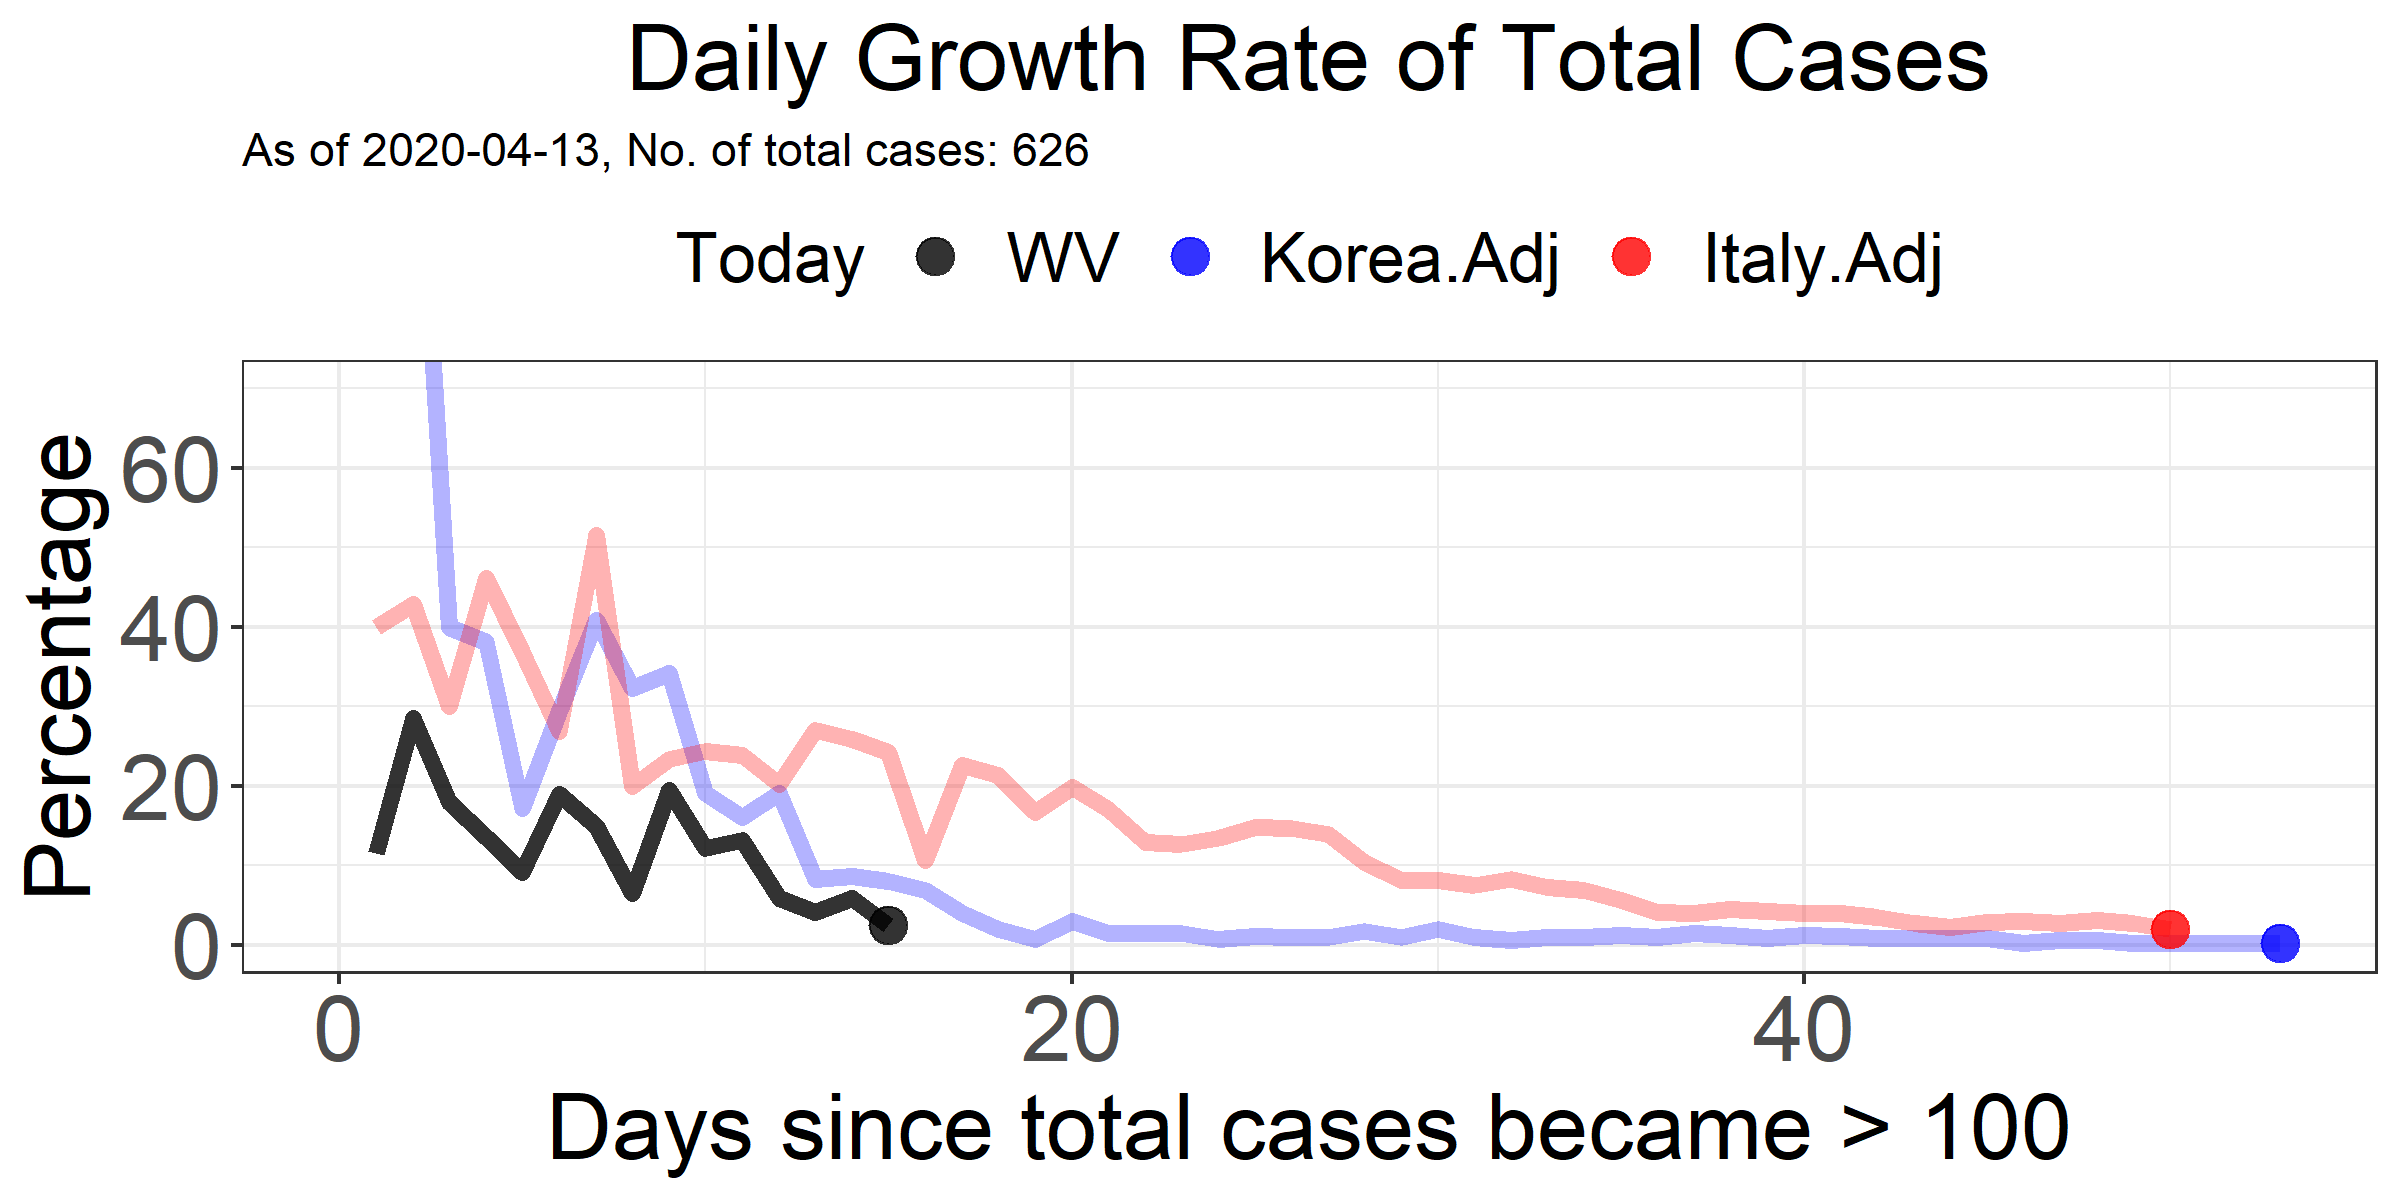 Daily Growth Rate of Total Cases
As of 2020-04-13, No. of total cases: 626
Today WV Korea.Adj Italy.Adj
Percentage
60
40
20
0
0 20 40
Days since total cases became > 100